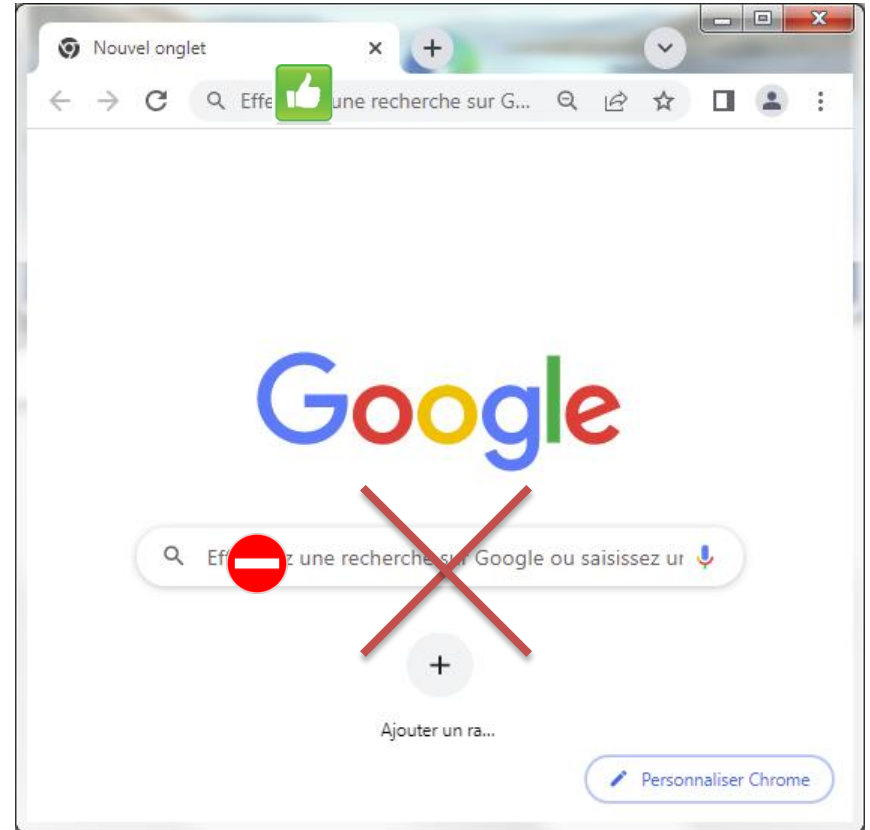 Nouvel onglet
Effe une recherche sur G...
Google
Ef z une recherche sur Google ou saisissez ur
Ajouter un ra...
Personnaliser Chrome